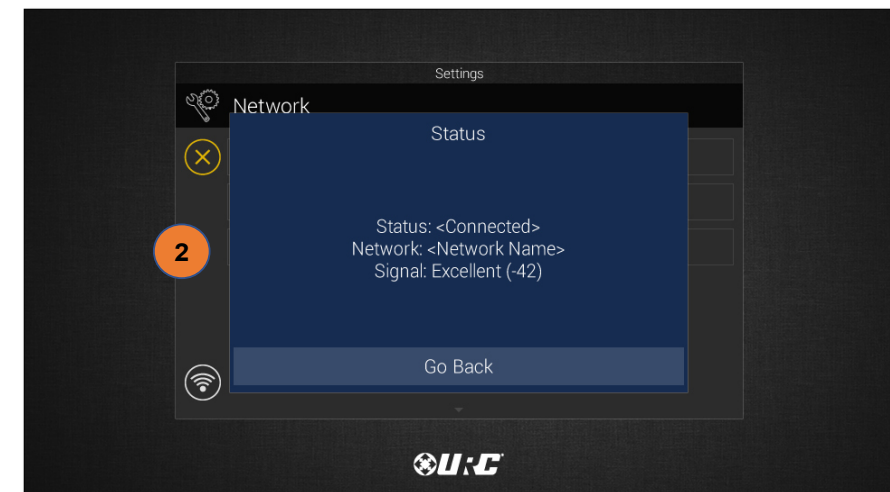 Settings
Network
Status
Status: <Connected>
Network: <Network Name>
Signal: Excellent (-42)
2
Go Back
URC